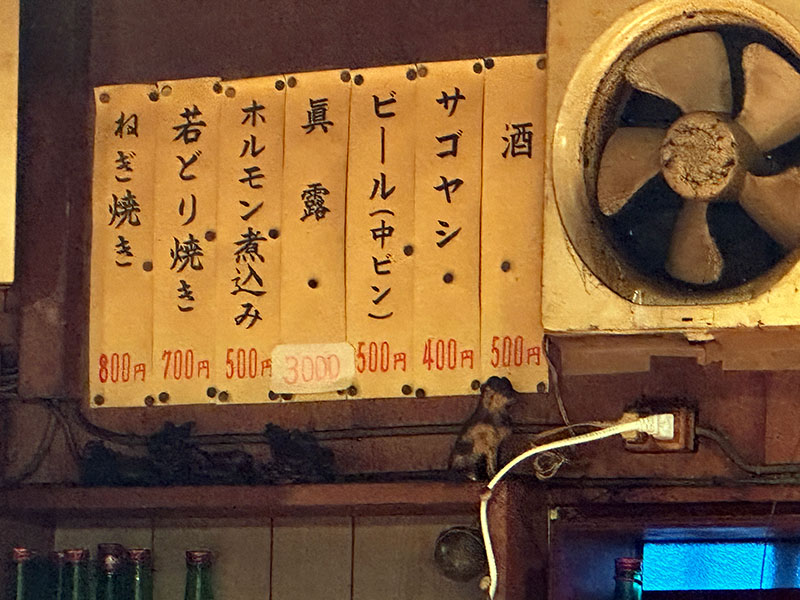 酒 500円
サゴヤシ 400円
ビール(中ビン) 500円
眞露 3000
ホルモン煮込み 500円
若どり焼き 700円
ねぎ焼き 800円